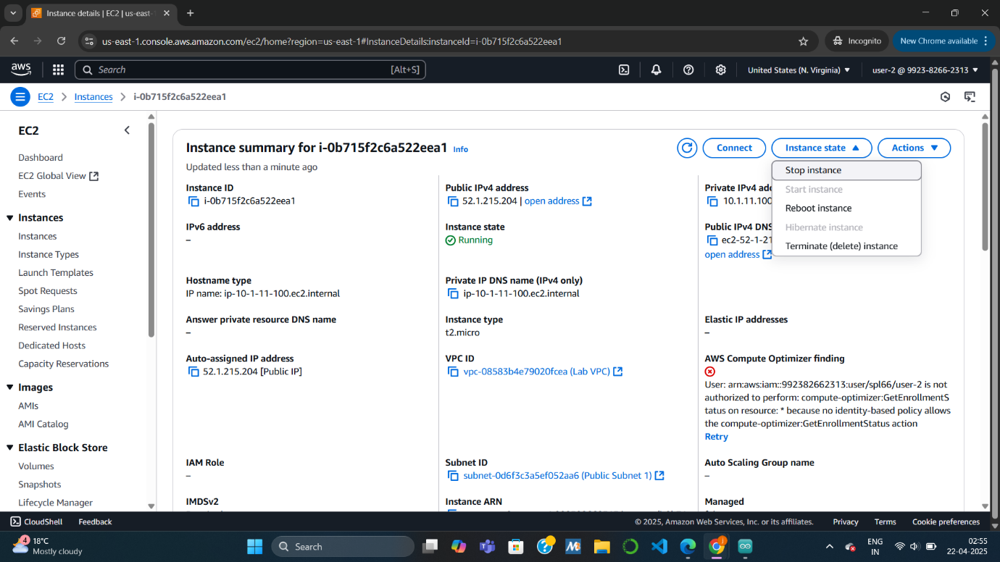 Instance details | EC2 | us-east-
us-east-1.console.aws.amazon.com/ec2/home?region=us-east-1#InstanceDetails:instanceId=i-0b715f2c6a522eea1
Incognito
New Chrome available
aws
Search
[Alt+S]
United States (N. Virginia)
user-2 @ 9923-8266-2313
EC2
Instances
i-0b715f2c6a522eea1
EC2
Dashboard
EC2 Global View
Events
Instances
Instances
Instance Types
Launch Templates
Spot Requests
Savings Plans
Reserved Instances
Dedicated Hosts
Capacity Reservations
Images
AMIs
AMI Catalog
Elastic Block Store
Volumes
Snapshots
Lifecycle Manager
Instance summary for i-0b715f2c6a522eea1 Info
Updated less than a minute ago
Connect
Instance state
Actions
Stop instance
Start instance
Reboot instance
Hibernate instance
Terminate (delete) instance
Instance ID
i-0b715f2c6a522eea1
Public IPv4 address
52.1.215.204 | open address
Private IPv4 add
10.1.11.100
IPv6 address
–
Instance state
Running
Public IPv4 DNS
ec2-52-1-21
open address
Hostname type
IP name: ip-10-1-11-100.ec2.internal
Private IP DNS name (IPv4 only)
ip-10-1-11-100.ec2.internal
Answer private resource DNS name
–
Instance type
t2.micro
Elastic IP addresses
–
Auto-assigned IP address
52.1.215.204 [Public IP]
VPC ID
vpc-08583b4e79020fcea (Lab VPC)
AWS Compute Optimizer finding
User: arn:aws:iam::992382662313:user/spl66/user-2 is not
authorized to perform: compute-optimizer:GetEnrollmentS
tatus on resource: * because no identity-based policy allows
the compute-optimizer:GetEnrollmentStatus action
Retry
IAM Role
–
Subnet ID
subnet-0d6f3c3a5ef052aa6 (Public Subnet 1)
Auto Scaling Group name
–
IMDSv2
Instance ARN
Managed
CloudShell
Feedback
© 2025, Amazon Web Services, Inc. or its affiliates.
Privacy
Terms
Cookie preferences
4
18°C
Mostly cloudy
Search
ENG
IN
02:55
22-04-2025